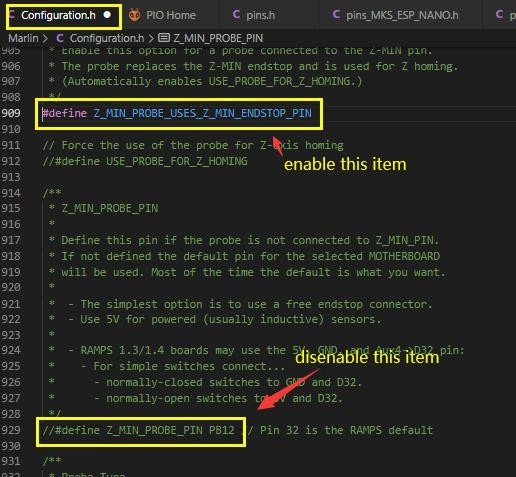 Configuration.h
PIO Home
C pins.h
C pins_MKS_ESP_NANO.h
C p
Marlin > C Configuration.h > Z_MIN_PROBE_PIN
905 * Enable this option for a probe connected to the Z-MIN pin.
906 * The probe replaces the Z-MIN endstop and is used for Z homing.
907 * (Automatically enables USE_PROBE_FOR_Z_HOMING.)
908 */
909 #define Z_MIN_PROBE_USES_Z_MIN_ENDSTOP_PIN
910
911 // Force the use of the probe for Z-axis homing
enable this item
912 //#define USE_PROBE_FOR_Z_HOMING
913
914 /**
915 * Z_MIN_PROBE_PIN
916 *
917 * Define this pin if the probe is not connected to Z_MIN_PIN.
918 * If not defined the default pin for the selected MOTHERBOARD
919 * will be used. Most of the time the default is what you want.
920 *
921 * - The simplest option is to use a free endstop connector.
922 * - Use 5V for powered (usually inductive) sensors.
923 *
924 * - RAMPS 1.3/1.4 boards may use the 5V, GND, and Aux4->D32 pin:
disenable this item
925 * - For simple switches connect...
926 * - normally-closed switches to GND and D32.
927 * - normally-open switches to 5V and D32.
928 */
929 //#define Z_MIN_PROBE_PIN PB12 // Pin 32 is the RAMPS default
930
931 /**
932 * Probe Type